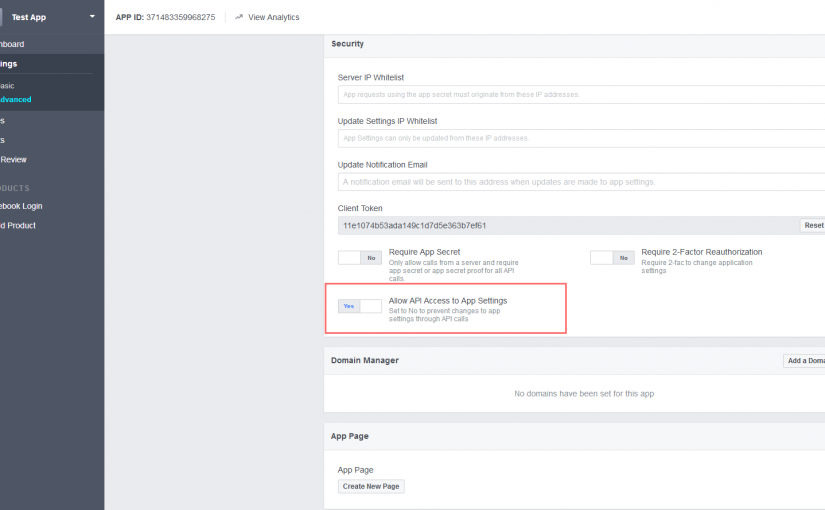 Test App
APP ID: 371483359968275
View Analytics
Security
Server IP Whitelist
App requests using the app secret must originate from these IP addresses.
Update Settings IP Whitelist
App Settings can only be updated from these IP addresses.
Update Notification Email
A notification email will be sent to this address when updates are made to app settings.
Client Token
11e1074b53ada149c1d7d5e363b7ef61
Reset
No
Require App Secret
Only allow calls from a server and require
app secret or app secret proof for all API
calls.
No
Require 2-Factor Reauthorization
Require 2-fac to change application
settings
Yes
Allow API Access to App Settings
Set to No to prevent changes to app
settings through API calls
Domain Manager
Add a Doma
No domains have been set for this app
App Page
App Page
Create New Page
hboard
ings
asic
dvanced
es
ts
Review
ODUCTS
ebook Login
d Product